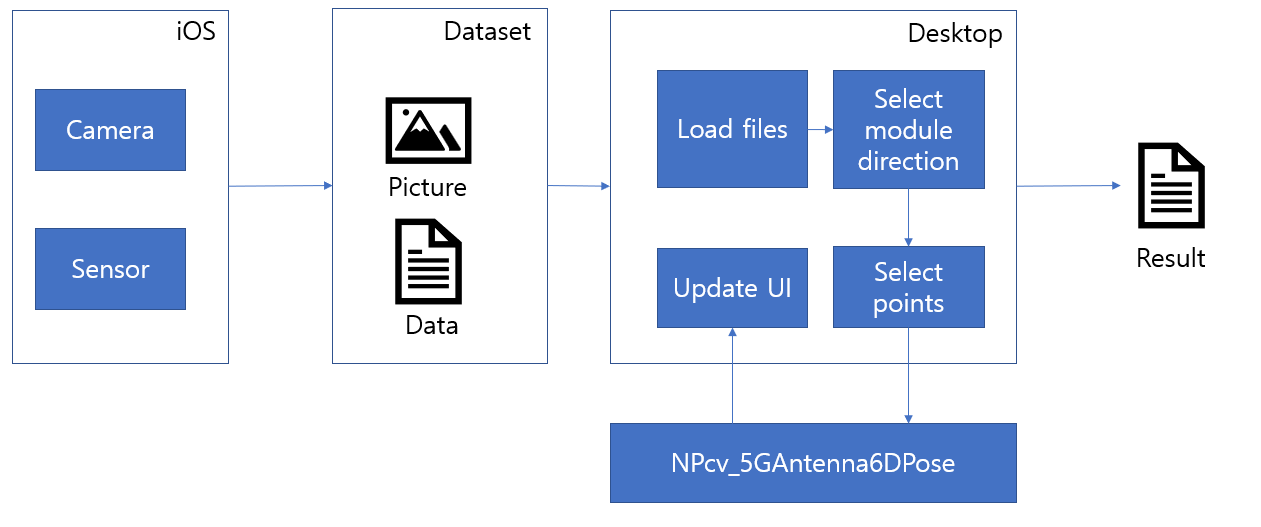 iOS
Camera
Sensor
Dataset
Picture
Data
Desktop
Load files
Select
module
direction
Update UI
Select
points
NPcv_5GAntenna6DPose
Result